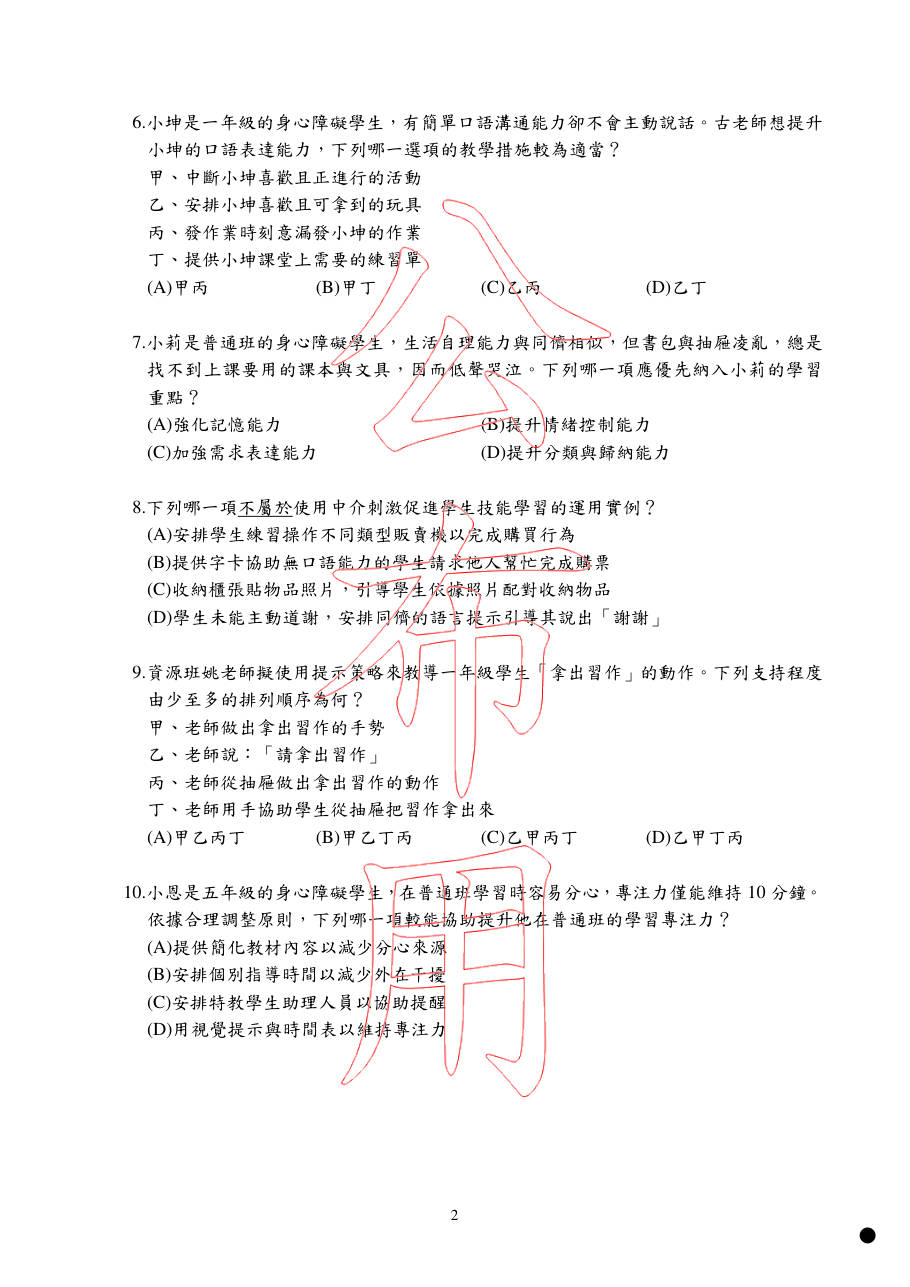 6.小坤是一年級的身心障礙學生，有簡單口語溝通能力卻不會主動說話。古老師想提升
小坤的口語表達能力，下列哪一選項的教學措施較為適當？
甲、中斷小坤喜歡且正進行的活動
乙、安排小坤喜歡且可拿到的玩具
丙、發作業時刻意漏發小坤的作業
丁、提供小坤課堂上需要的練習單
(A)甲丙 (B)甲丁 (C)乙丙 (D)乙丁
7.小莉是普通班的身心障礙學生，生活自理能力與同儕相似，但書包與抽屜凌亂，總是
找不到上課要用的課本與文具，因而低聲哭泣。下列哪一項應優先納入小莉的學習
重點？
(A)強化記憶能力 (B)提升情緒控制能力
(C)加強需求表達能力 (D)提升分類與歸納能力
8.下列哪一項不屬於使用中介刺激促進學生技能學習的運用實例？
(A)安排學生練習操作不同類型販賣機以完成購買行為
(B)提供字卡協助無口語能力的學生請求他人幫忙完成購票
(C)收納櫃張貼物品照片，引導學生依據照片配對收納物品
(D)學生未能主動道謝，安排同儕的語言提示引導其說出「謝謝」
9.資源班姚老師擬使用提示策略來教導一年級學生「拿出習作」的動作。下列支持程度
由少至多的排列順序為何？
甲、老師做出拿出習作的手勢
乙、老師說：「請拿出習作」
丙、老師從抽屜做出拿出習作的動作
丁、老師用手協助學生從抽屜把習作拿出來
(A)甲乙丙丁 (B)甲乙丁丙 (C)乙甲丙丁 (D)乙甲丁丙
10.小恩是五年級的身心障礙學生，在普通班學習時容易分心，專注力僅能維持 10 分鐘。
依據合理調整原則，下列哪一項較能協助提升他在普通班的學習專注力？
(A)提供簡化教材內容以減少分心來源
(B)安排個別指導時間以減少外在干擾
(C)安排特教學生助理人員以協助提醒
(D)用視覺提示與時間表以維持專注力
公
布
用
2